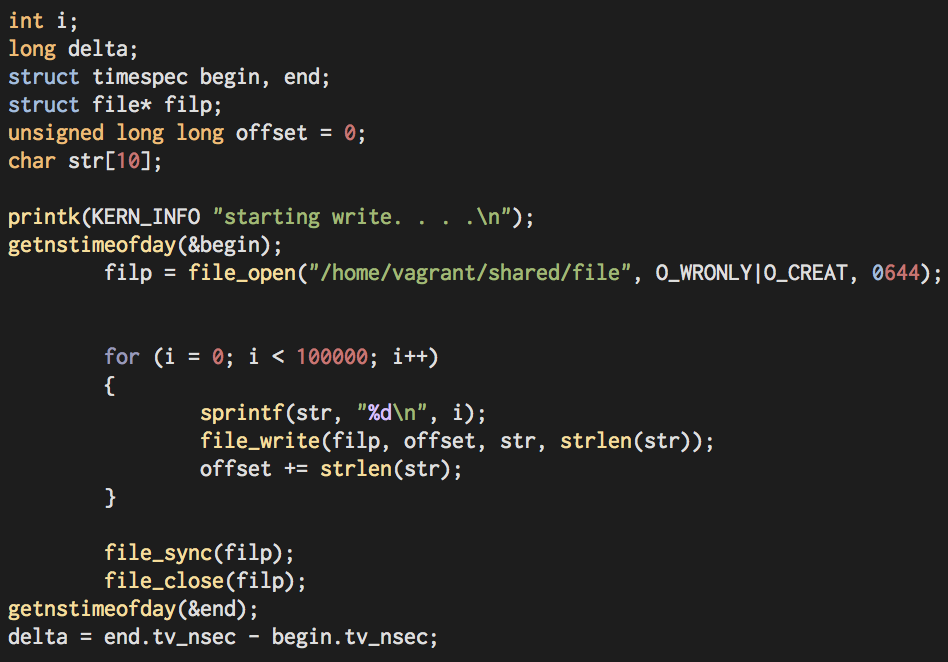 int i;
long delta;
struct timespec begin, end;
struct file* filp;
unsigned long long offset = 0;
char str[10];
printk(KERN_INFO "starting write. . . .\n");
getnstimeofday(&begin);
filp = file_open("/home/vagrant/shared/file", O_WRONLY|O_CREAT, 0644);
for (i = 0; i < 100000; i++)
{
sprintf(str, "%d\n", i);
file_write(filp, offset, str, strlen(str));
offset += strlen(str);
}
file_sync(filp);
file_close(filp);
getnstimeofday(&end);
delta = end.tv_nsec - begin.tv_nsec;